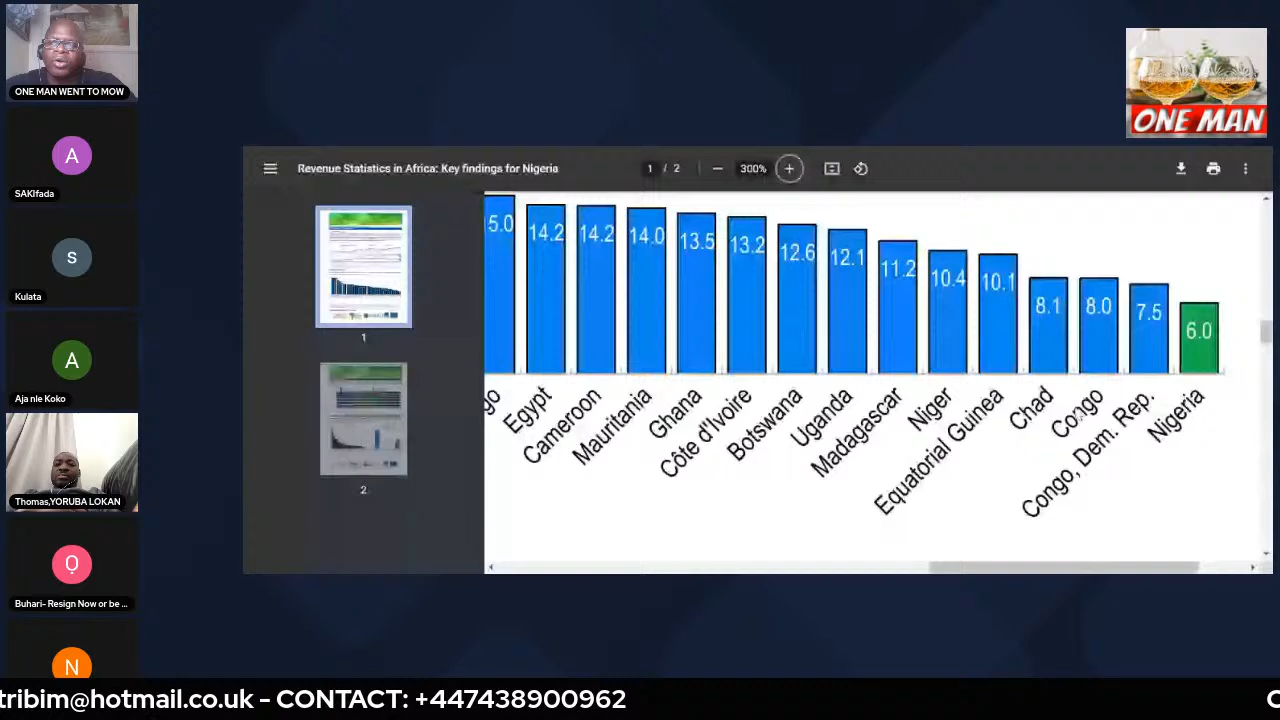 ONE MAN WENT TO MOW
A
SAKIfada
S
Kulata
A
Aja nle Koko
Thomas,YORUBA LOKAN
Ọ
Buhari- Resign Now or be ...
N
ONE MAN
Revenue Statistics in Africa: Key findings for Nigeria
1 / 2
300%
1
2
5.0 14.2 14.2 14.0 13.5 13.2 12.6 12.1 11.2 10.4 10.1 8.1 8.0 7.5 6.0
go
Egypt
Cameroon
Mauritania
Ghana
Côte d'Ivoire
Botswana
Uganda
Madagascar
Niger
Equatorial Guinea
Chad
Congo
Congo, Dem. Rep.
Nigeria
tribim@hotmail.co.uk - CONTACT: +447438900962